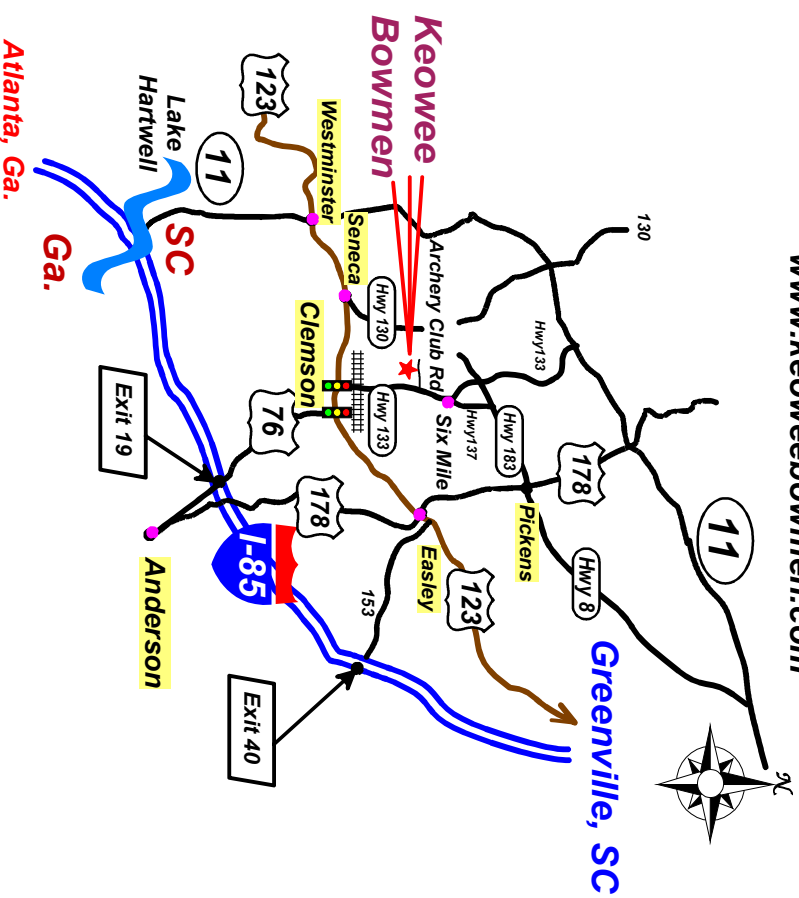 www.keoweebowmen.com
N
130
11
Greenville, SC
Hwy133
178
Hwy 8
Hwy 183
Pickens
Keowee
Bowmen
Archery Club Rd
Six Mile
Hwy137
Easley
123
Hwy 130
Hwy 133
153
Seneca
Westminster
123
Clemson
178
Exit 40
76
I-85
11
Lake
Hartwell
SC
Ga.
Exit 19
Anderson
Atlanta, Ga.